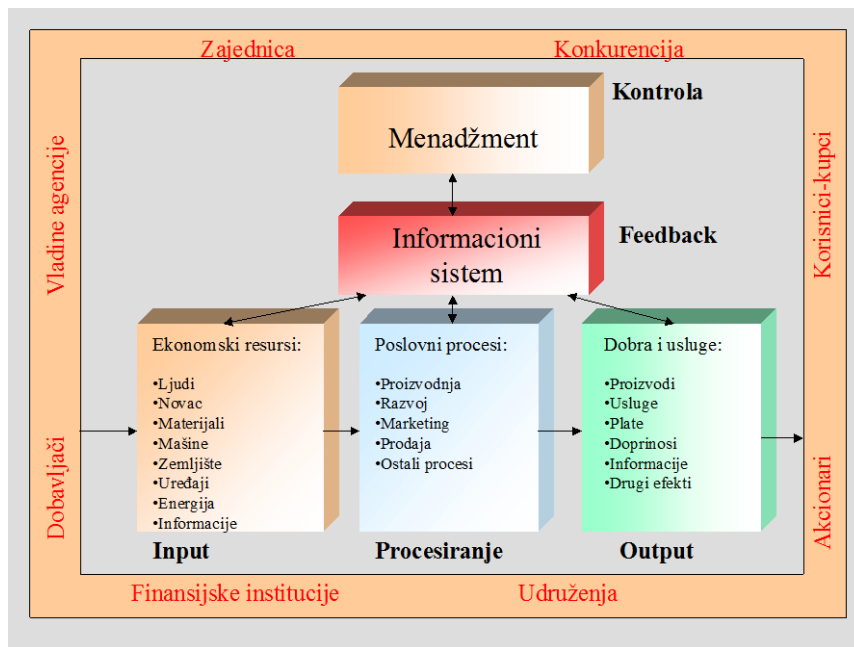 Zajednica
Konkurencija
Vladine agencije
Dobavljači
Korisnici-kupci
Akcionari
Kontrola
Menadžment
Feedback
Informacioni
sistem
Ekonomski resursi:
•Ljudi
•Novac
•Materijali
•Mašine
•Zemljište
•Uređaji
•Energija
•Informacije
Input
Poslovni procesi:
•Proizvodnja
•Razvoj
•Marketing
•Prodaja
•Ostali procesi
Procesiranje
Dobra i usluge:
•Proizvodi
•Usluge
•Plate
•Doprinosi
•Informacije
•Drugi efekti
Output
Finansijske institucije
Udruženja